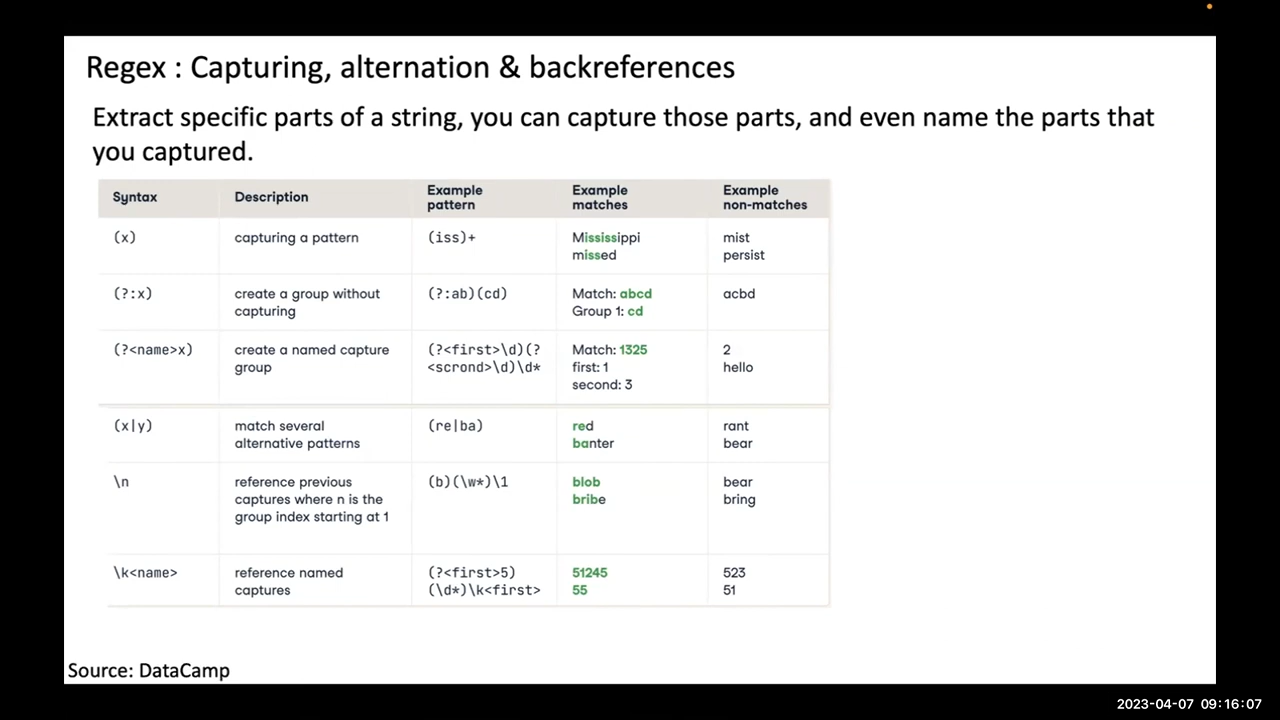 Regex : Capturing, alternation & backreferences
Extract specific parts of a string, you can capture those parts, and even name the parts that
you captured.
Syntax
Description
Example
pattern
Example
matches
Example
non-matches
(x)
capturing a pattern
(iss)+
Mississippi
missed
mist
persist
(?:x)
create a group without
capturing
(?:ab)(cd)
Match: abcd
Group 1: cd
acbd
(?<name>x)
create a named capture
group
(?<first>\d)(?
<scrond>\d)\d*
Match: 1325
first: 1
second: 3
2
hello
(x|y)
match several
alternative patterns
(re|ba)
red
banter
rant
bear
\n
reference previous
captures where n is the
group index starting at 1
(b)(\w*)\1
blob
bribe
bear
bring
\k<name>
reference named
captures
(?<first>5)
(\d*)\k<first>
51245
55
523
51
Source: DataCamp
2023-04-07 09:16:07